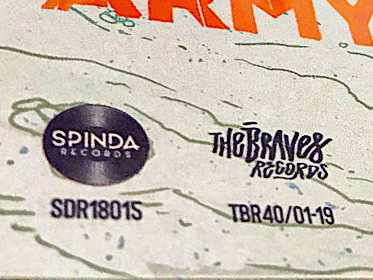 ARMY
SPINDA
RECORDS
THE BRAVES
RECORDS
SDR18015
TBR40/01-19